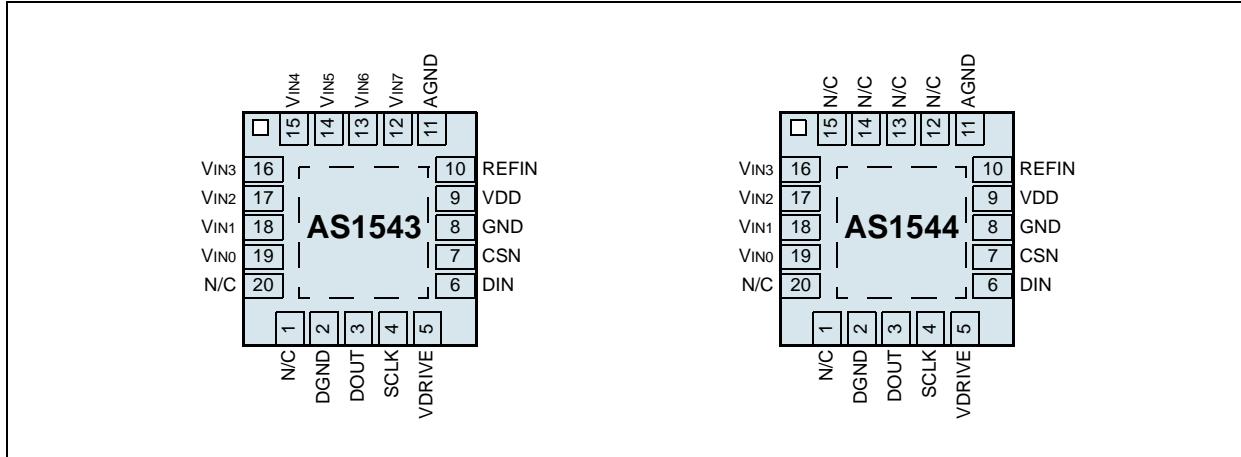 VIN4 VIN5 VIN6 VIN7 AGND
15 14 13 12 11
VIN3 16 10 REFIN
VIN2 17 9 VDD
VIN1 18 AS1543 8 GND
VIN0 19 7 CSN
N/C 20 6 DIN
1 2 3 4 5
N/C DGND DOUT SCLK VDRIVE
N/C N/C N/C N/C AGND
15 14 13 12 11
VIN3 16 10 REFIN
VIN2 17 9 VDD
VIN1 18 AS1544 8 GND
VIN0 19 7 CSN
N/C 20 6 DIN
1 2 3 4 5
N/C DGND DOUT SCLK VDRIVE